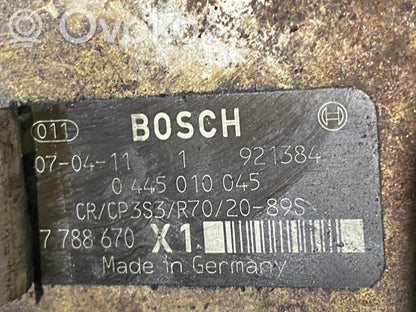 © Ovoko
011
BOSCH
07-04-11 1 921384
0 445 010 045
CR/CP3S3/R70/20-89S
7 788 670 X1
Made in Germany